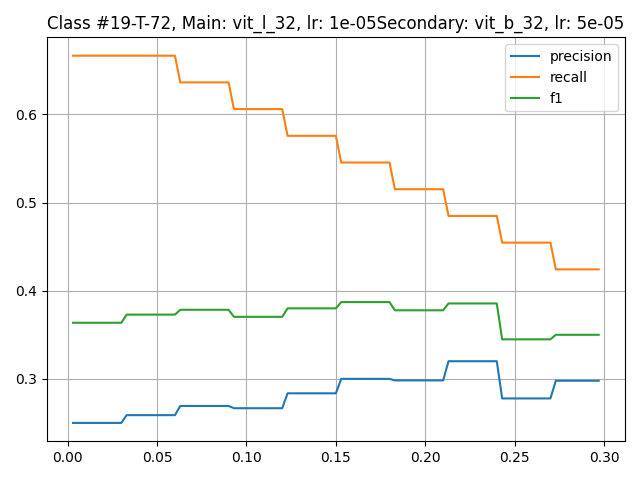 Class #19-T-72, Main: vit_l_32, lr: 1e-05Secondary: vit_b_32, lr: 5e-05
precision
recall
f1
0.6
0.5
0.4
0.3
0.00 0.05 0.10 0.15 0.20 0.25 0.30